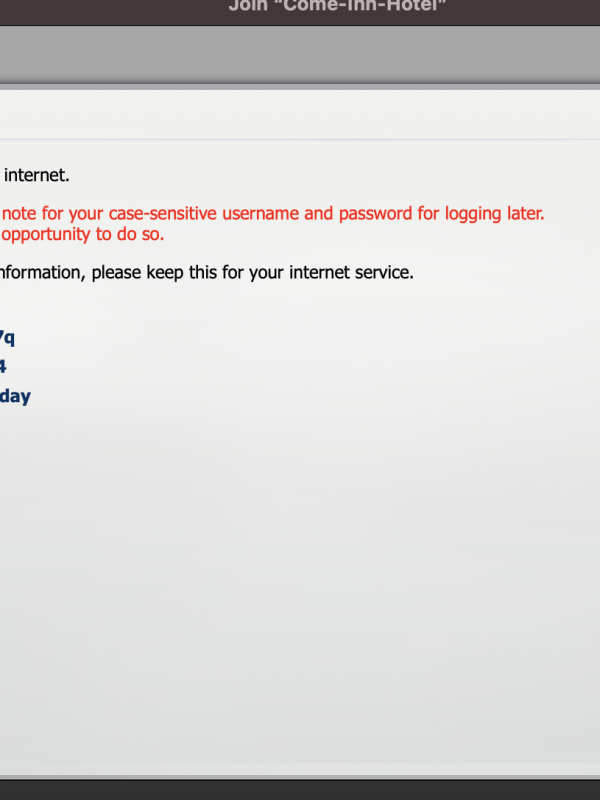 Join "Come-Inn-Hotel"
internet.
note for your case-sensitive username and password for logging later.
opportunity to do so.
nformation, please keep this for your internet service.
7q
4
day